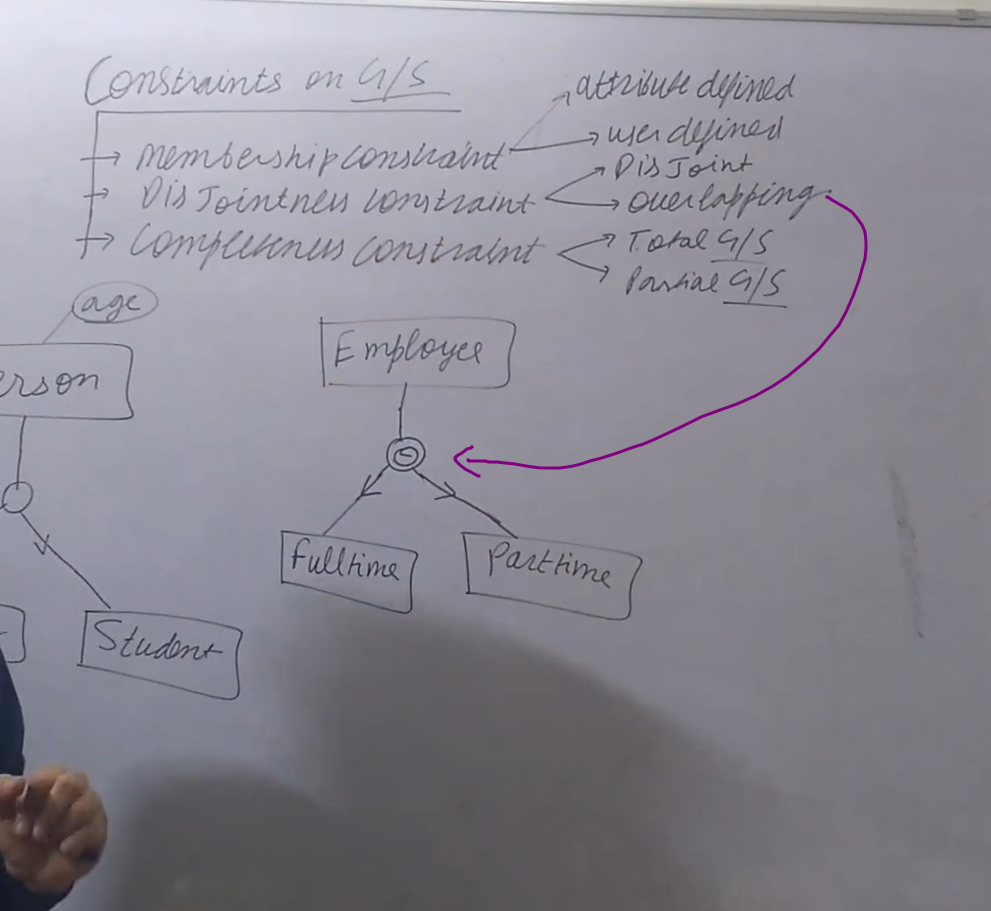 Constraints on G/S
attribute defined
user defined
membership constraint
DisJoint
DisJointness constraint
overlapping
Total G/S
Completeness constraint
Partial G/S
age
Employee
erson
Fulltime
Parttime
Student